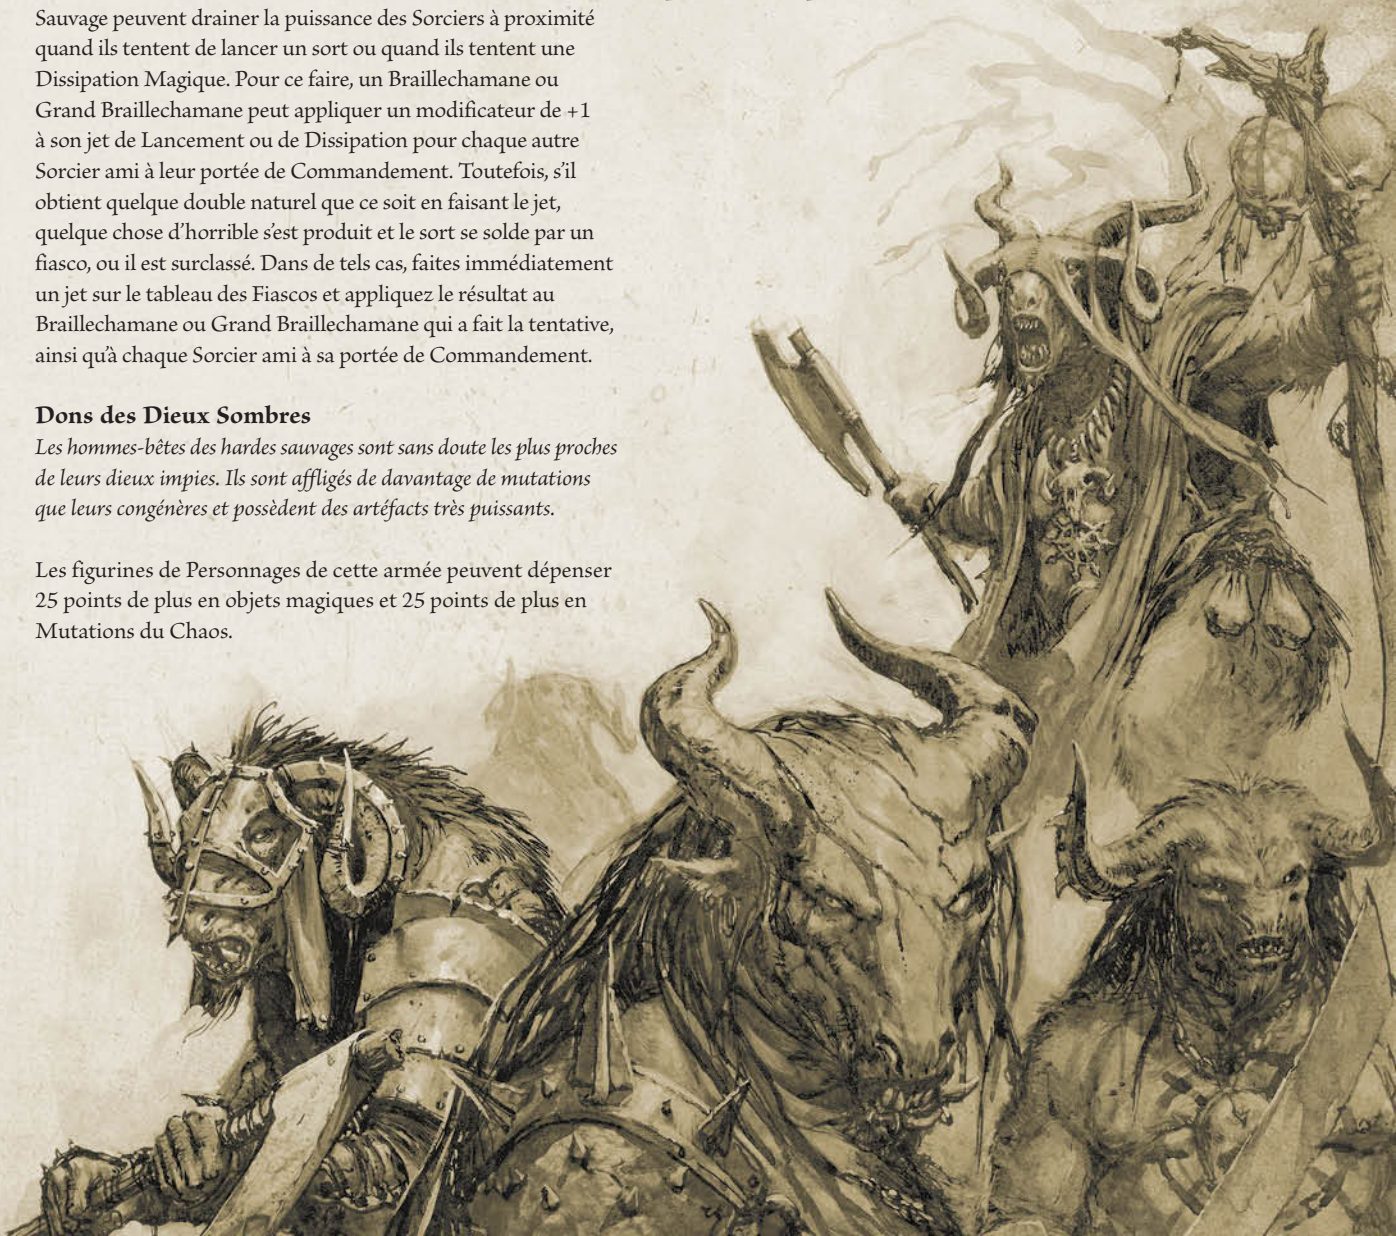 Sauvage peuvent drainer la puissance des Sorciers à proximité
quand ils tentent de lancer un sort ou quand ils tentent une
Dissipation Magique. Pour ce faire, un Braillechamane ou
Grand Braillechamane peut appliquer un modificateur de +1
à son jet de Lancement ou de Dissipation pour chaque autre
Sorcier ami à leur portée de Commandement. Toutefois, s'il
obtient quelque double naturel que ce soit en faisant le jet,
quelque chose d'horrible s'est produit et le sort se solde par un
fiasco, ou il est surclassé. Dans de tels cas, faites immédiatement
un jet sur le tableau des Fiascos et appliquez le résultat au
Braillechamane ou Grand Braillechamane qui a fait la tentative,
ainsi qu'à chaque Sorcier ami à sa portée de Commandement.
Dons des Dieux Sombres
Les hommes-bêtes des hardes sauvages sont sans doute les plus proches
de leurs dieux impies. Ils sont affligés de davantage de mutations
que leurs congénères et possèdent des artéfacts très puissants.
Les figurines de Personnages de cette armée peuvent dépenser
25 points de plus en objets magiques et 25 points de plus en
Mutations du Chaos.